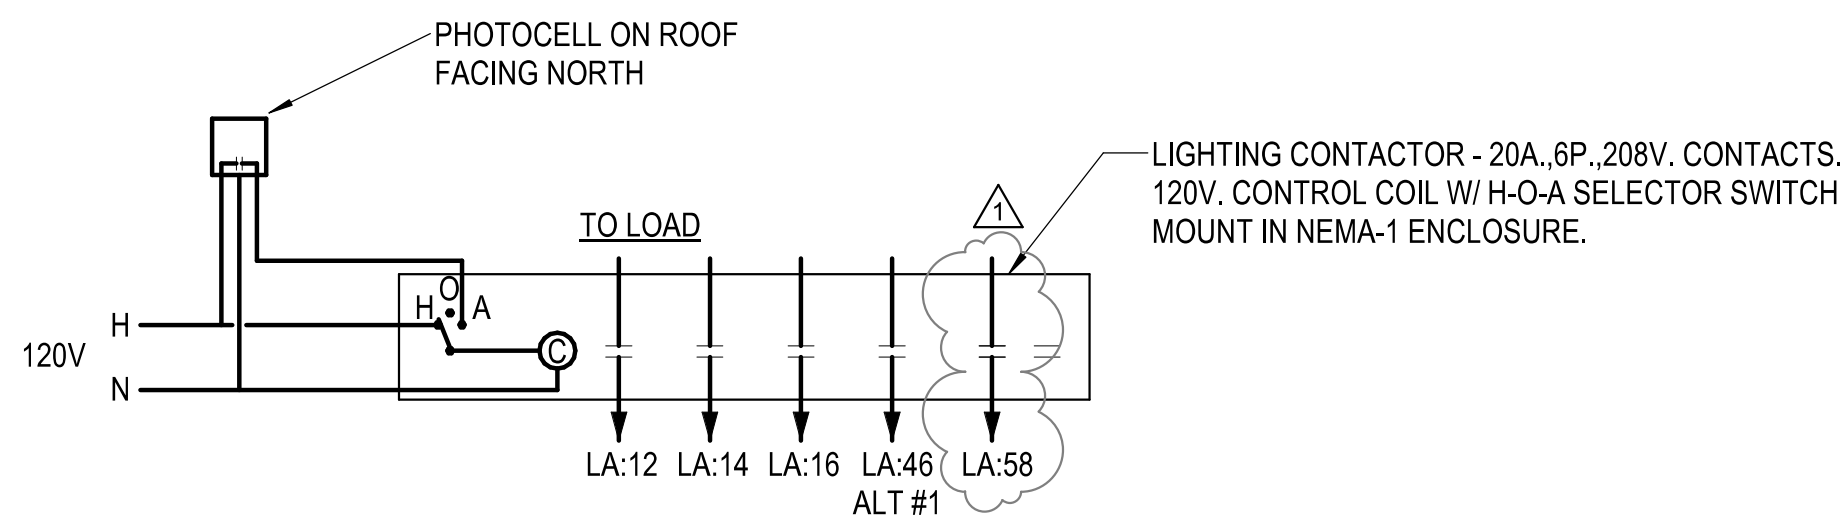 PHOTOCELL ON ROOF
FACING NORTH
LIGHTING CONTACTOR - 20A.,6P.,208V. CONTACTS.
120V. CONTROL COIL W/ H-O-A SELECTOR SWITCH
MOUNT IN NEMA-1 ENCLOSURE.
1
TO LOAD
H O A
H
120V
N
C
LA:12 LA:14 LA:16 LA:46 LA:58
ALT #1